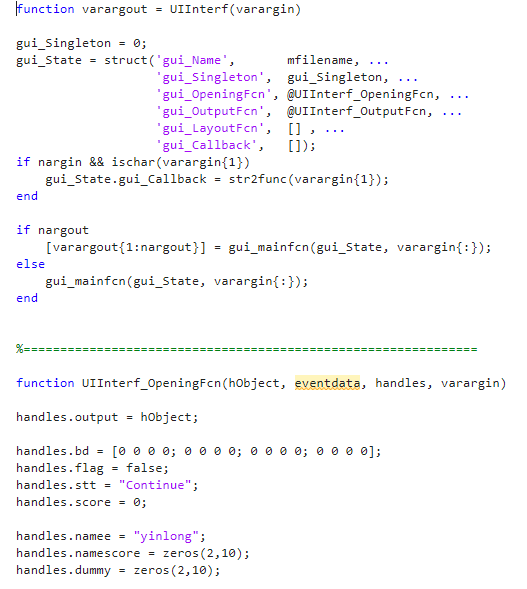 function varargout = UIInterf(varargin)
gui_Singleton = 0;
gui_State = struct('gui_Name',       mfilename, ...
                   'gui_Singleton',  gui_Singleton, ...
                   'gui_OpeningFcn', @UIInterf_OpeningFcn, ...
                   'gui_OutputFcn',  @UIInterf_OutputFcn, ...
                   'gui_LayoutFcn',  [] , ...
                   'gui_Callback',   []);
if nargin && ischar(varargin{1})
    gui_State.gui_Callback = str2func(varargin{1});
end
if nargout
    [varargout{1:nargout}] = gui_mainfcn(gui_State, varargin{:});
else
    gui_mainfcn(gui_State, varargin{:});
end
%==============================================================
function UIInterf_OpeningFcn(hObject, eventdata, handles, varargin)
handles.output = hObject;
handles.bd = [0 0 0 0; 0 0 0 0; 0 0 0 0; 0 0 0 0];
handles.flag = false;
handles.stt = "Continue";
handles.score = 0;
handles.namee = "yinlong";
handles.namescore = zeros(2,10);
handles.dummy = zeros(2,10);